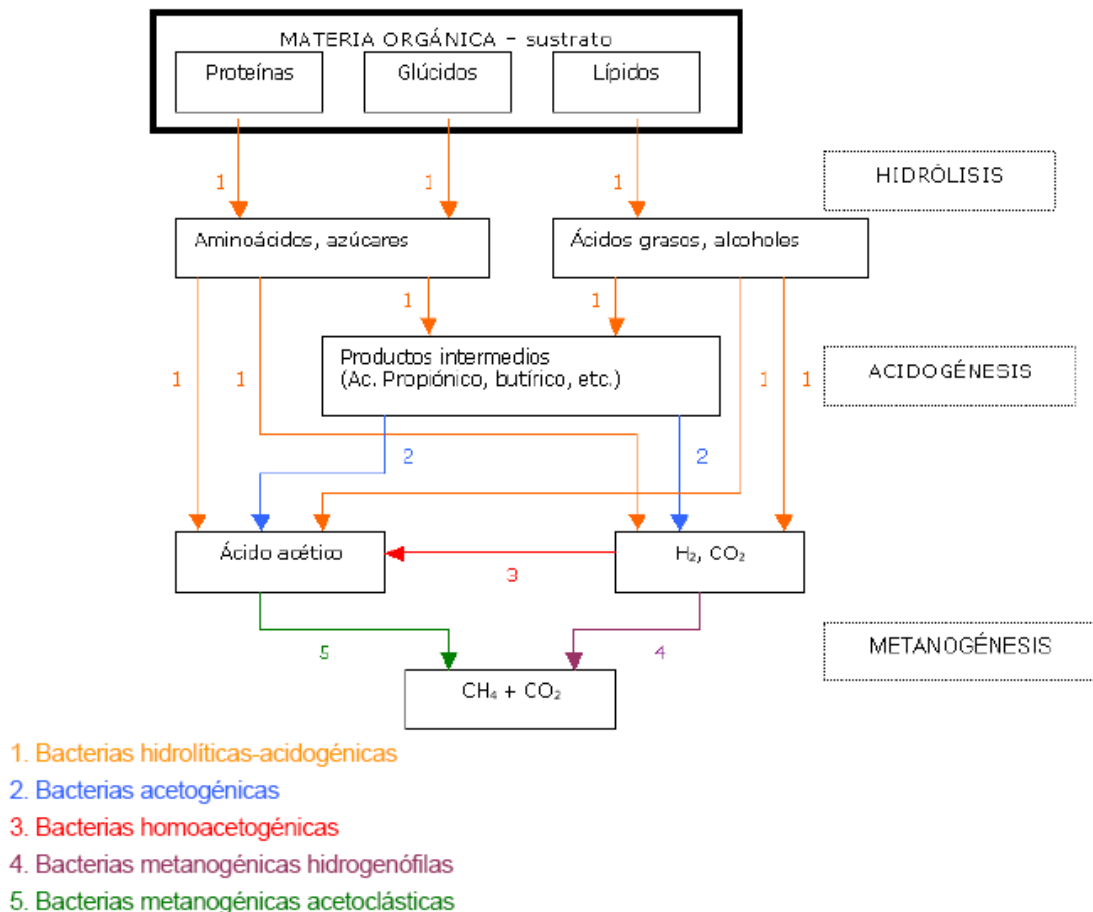 MATERIA ORGÁNICA – sustrato
Proteínas
Glúcidos
Lípidos
1
1
1
HIDRÓLISIS
Aminoácidos, azúcares
Ácidos grasos, alcoholes
1
1
Productos intermedios
(Ac. Propiónico, butírico, etc.)
1
1
1
1
ACIDOGÉNESIS
2
2
Ácido acético
H₂, CO₂
3
METANOGÉNESIS
5
4
CH₄ + CO₂
1. Bacterias hidrolíticas-acidogénicas
2. Bacterias acetogénicas
3. Bacterias homoacetogénicas
4. Bacterias metanogénicas hidrogenófilas
5. Bacterias metanogénicas acetoclásticas